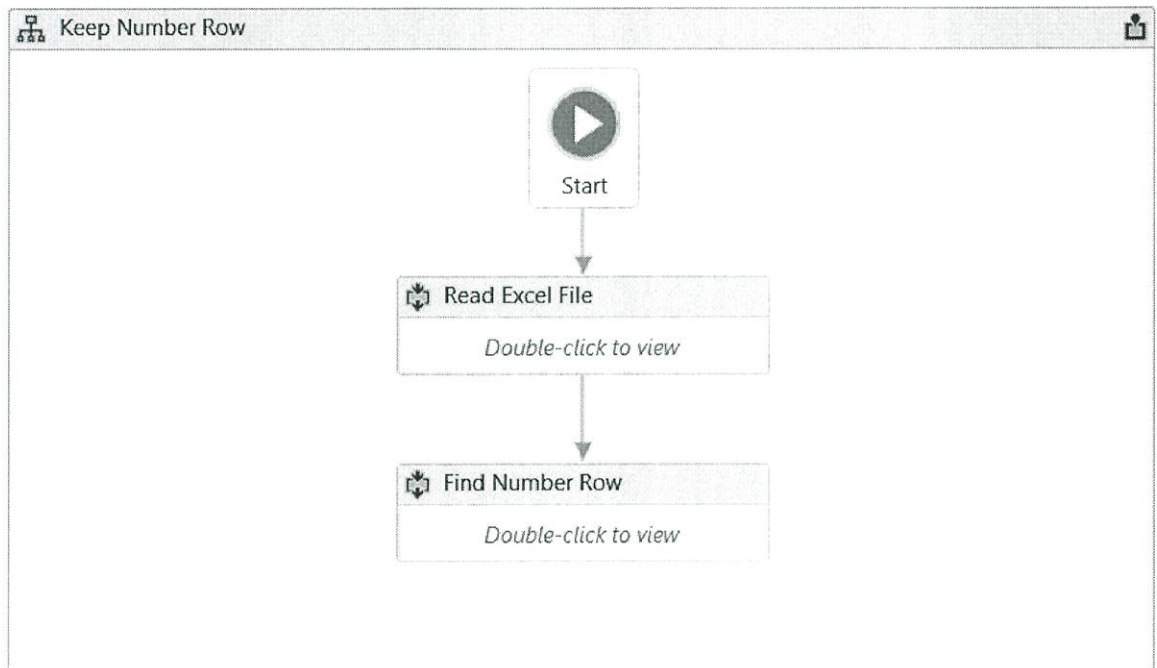 Keep Number Row
Start
Read Excel File
Double-click to view
Find Number Row
Double-click to view